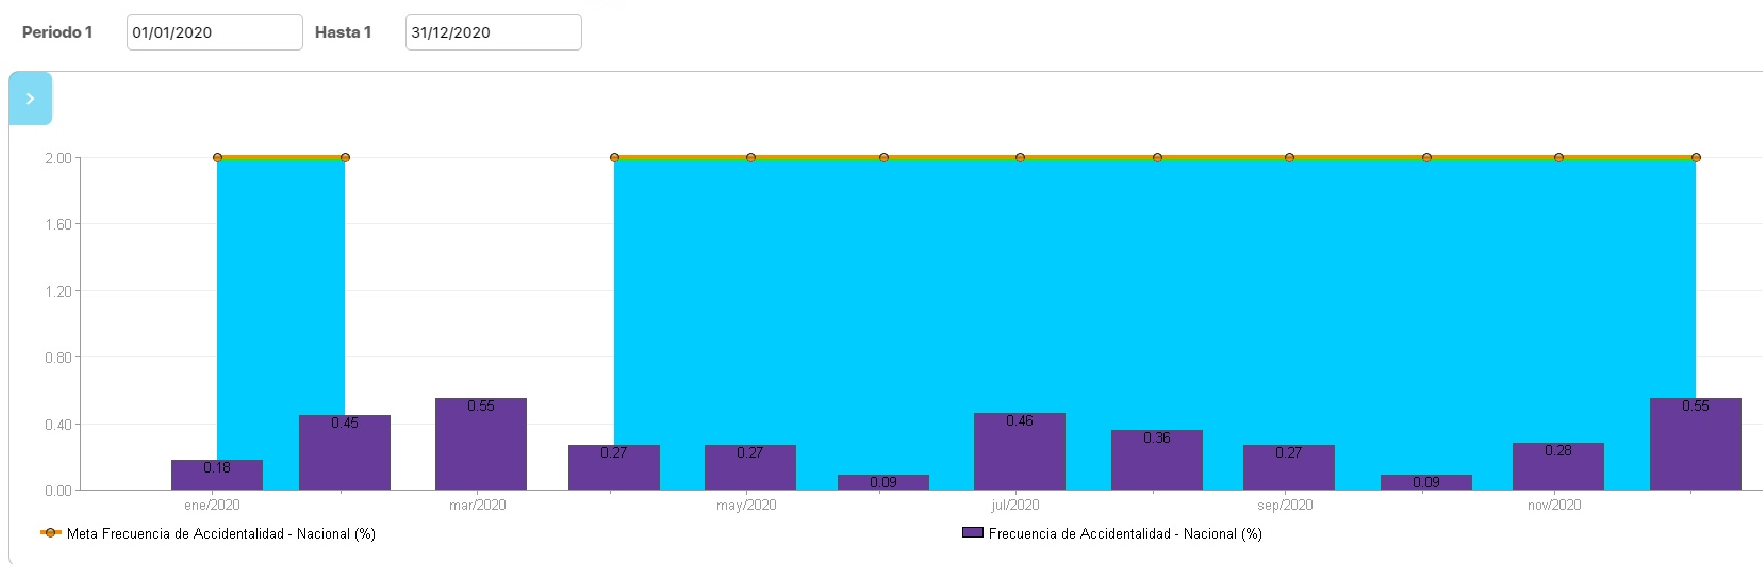 Periodo 1 01/01/2020 Hasta 1 31/12/2020
2.00
1.60
1.20
0.80
0.40
0.00
0.18 0.45 0.55 0.27 0.27 0.09 0.46 0.36 0.27 0.09 0.28 0.55
ene/2020 mar/2020 may/2020 jul/2020 sep/2020 nov/2020
Meta Frecuencia de Accidentalidad - Nacional (%) Frecuencia de Accidentalidad - Nacional (%)